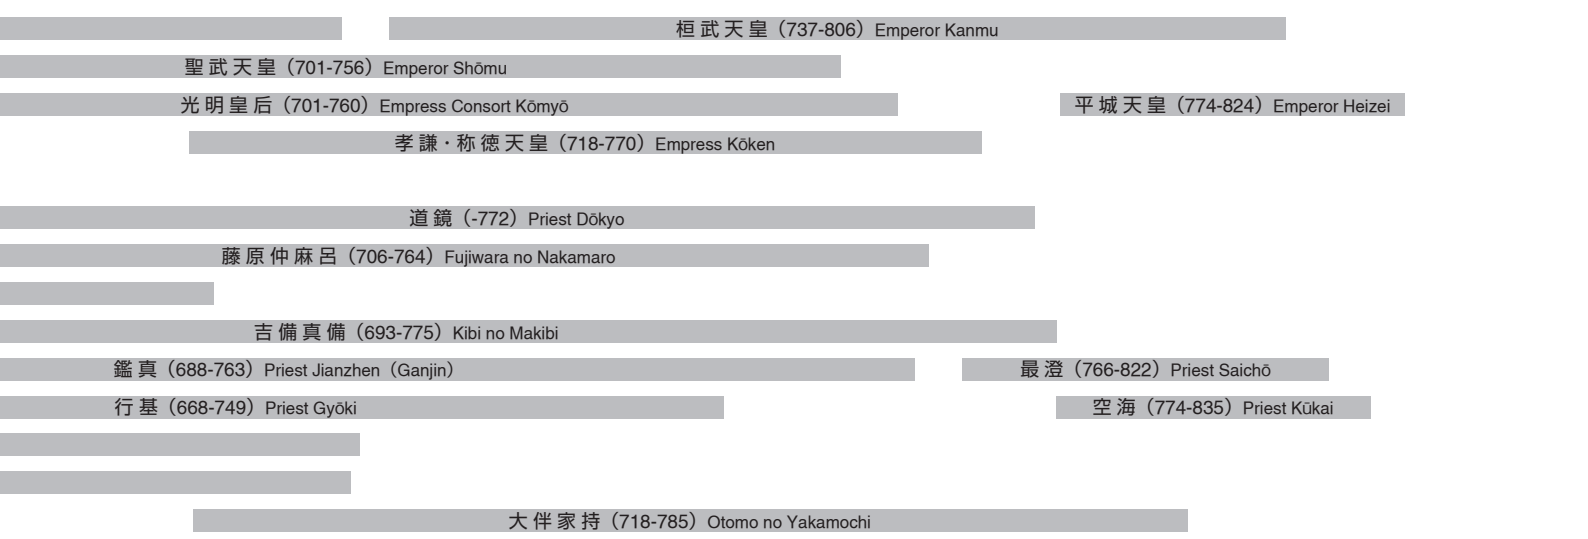 桓武天皇（737-806）Emperor Kanmu
聖武天皇（701-756）Emperor Shōmu
光明皇后（701-760）Empress Consort Kōmyō
平城天皇（774-824）Emperor Heizei
孝謙・称徳天皇（718-770）Empress Kōken
道鏡（-772）Priest Dōkyo
藤原仲麻呂（706-764）Fujiwara no Nakamaro
吉備真備（693-775）Kibi no Makibi
鑑真（688-763）Priest Jianzhen（Ganjin）
最澄（766-822）Priest Saichō
行基（668-749）Priest Gyōki
空海（774-835）Priest Kūkai
大伴家持（718-785）Otomo no Yakamochi